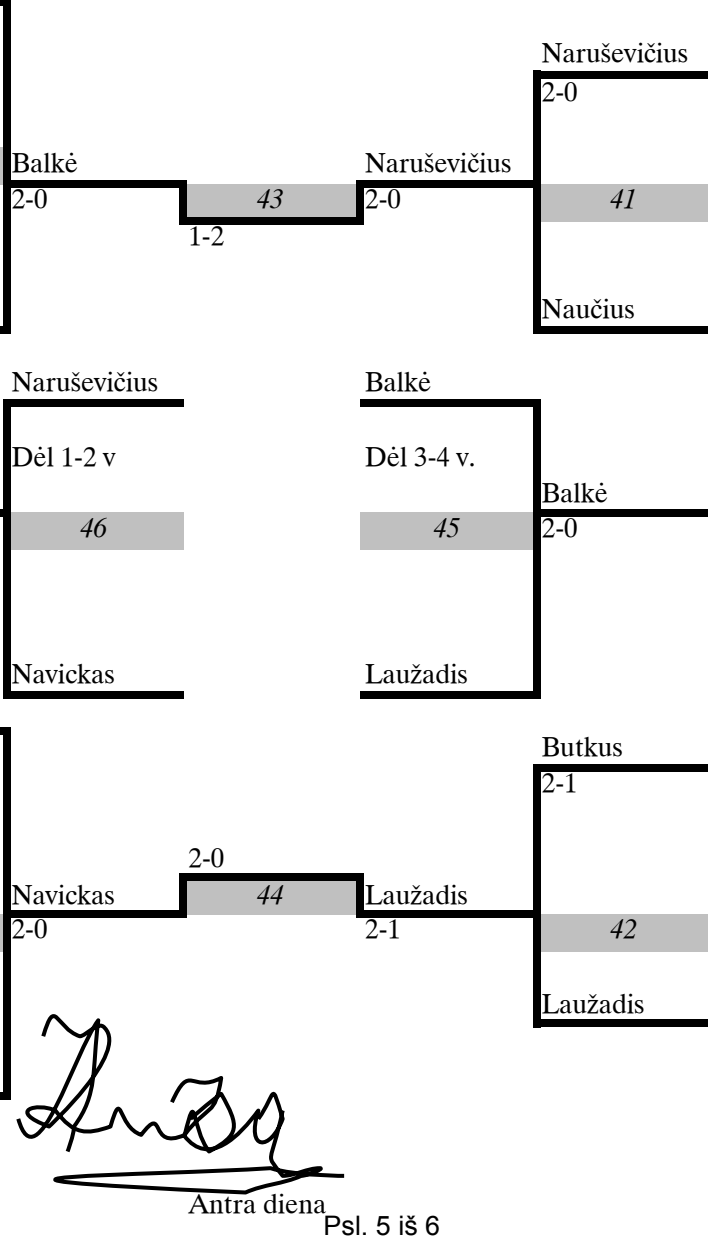 Naruševičius
2-0
Balkė
Naruševičius
2-0
43
2-0
41
1-2
Naučius
Naruševičius
Balkė
Dėl 1-2 v
Dėl 3-4 v.
Balkė
46
45
2-0
Navickas
Laužadis
Butkus
2-1
2-0
Navickas
44
Laužadis
2-0
2-1
42
Laužadis
Antra diena
Psl. 5 iš 6